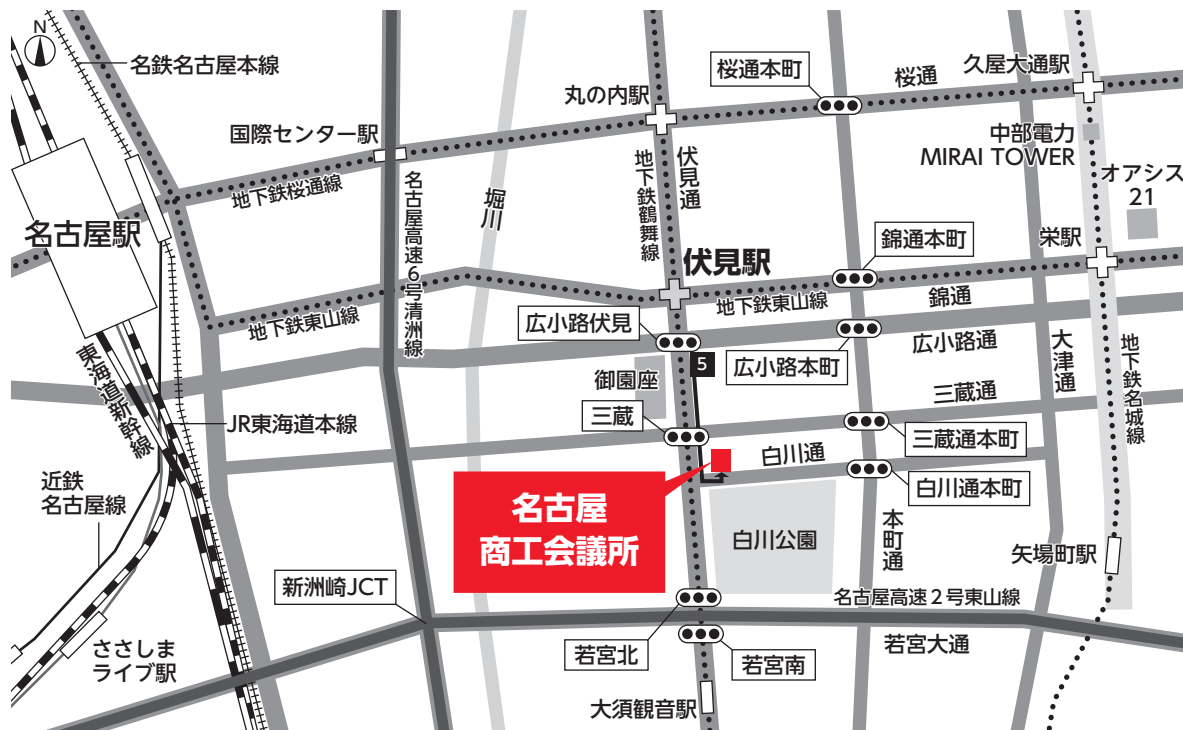 N
名鉄名古屋本線
桜通本町
桜通
久屋大通駅
丸の内駅
国際センター駅
中部電力
MIRAI TOWER
オアシス
21
地下鉄桜通線
名古屋高速6号清洲線
堀川
地下鉄鶴舞線
伏見通
名古屋駅
錦通本町
栄駅
伏見駅
地下鉄東山線
地下鉄東山線
錦通
広小路伏見
広小路本町
広小路通
大津通
地下鉄名城線
5
御園座
東海道新幹線
三蔵
三蔵通
JR東海道本線
三蔵通本町
白川通
近鉄
名古屋線
白川通本町
名古屋
商工会議所
白川公園
本町通
矢場町駅
新洲崎JCT
名古屋高速2号東山線
ささしま
ライブ駅
若宮北
若宮南
若宮大通
大須観音駅